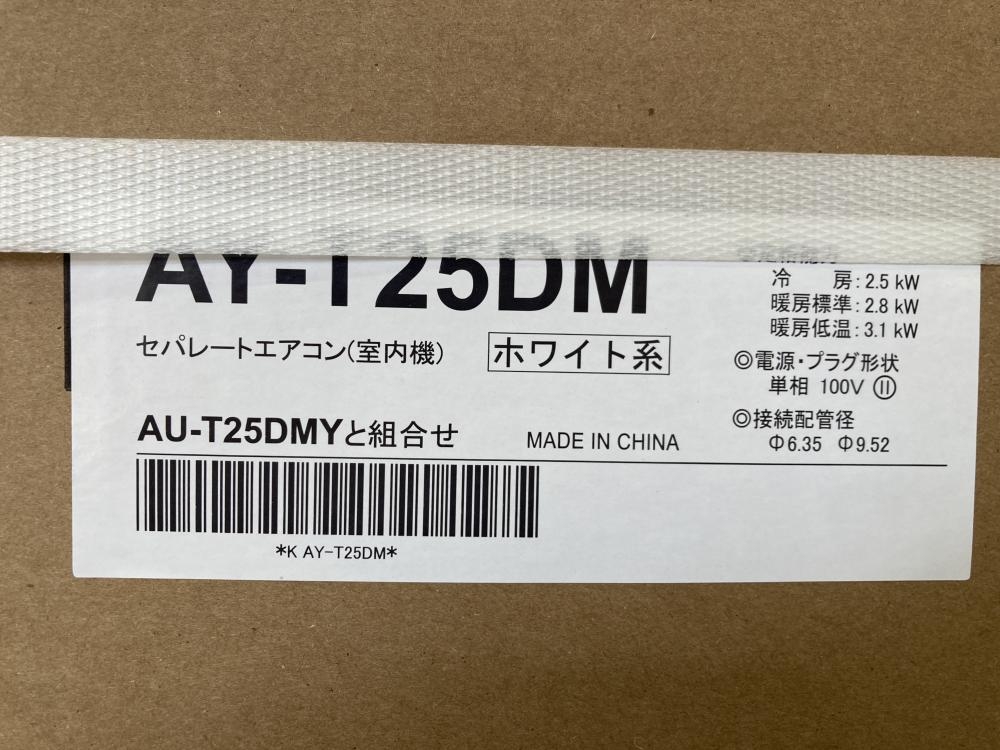 AY-T25DM
冷 房:2.5 kW
暖房標準:2.8 kW
暖房低温:3.1 kW
セパレートエアコン(室内機)
ホワイト系
◎電源・プラグ形状
単相 100V
AU-T25DMYと組合せ
MADE IN CHINA
◎接続配管径
Φ6.35 Φ9.52
*K AY-T25DM*